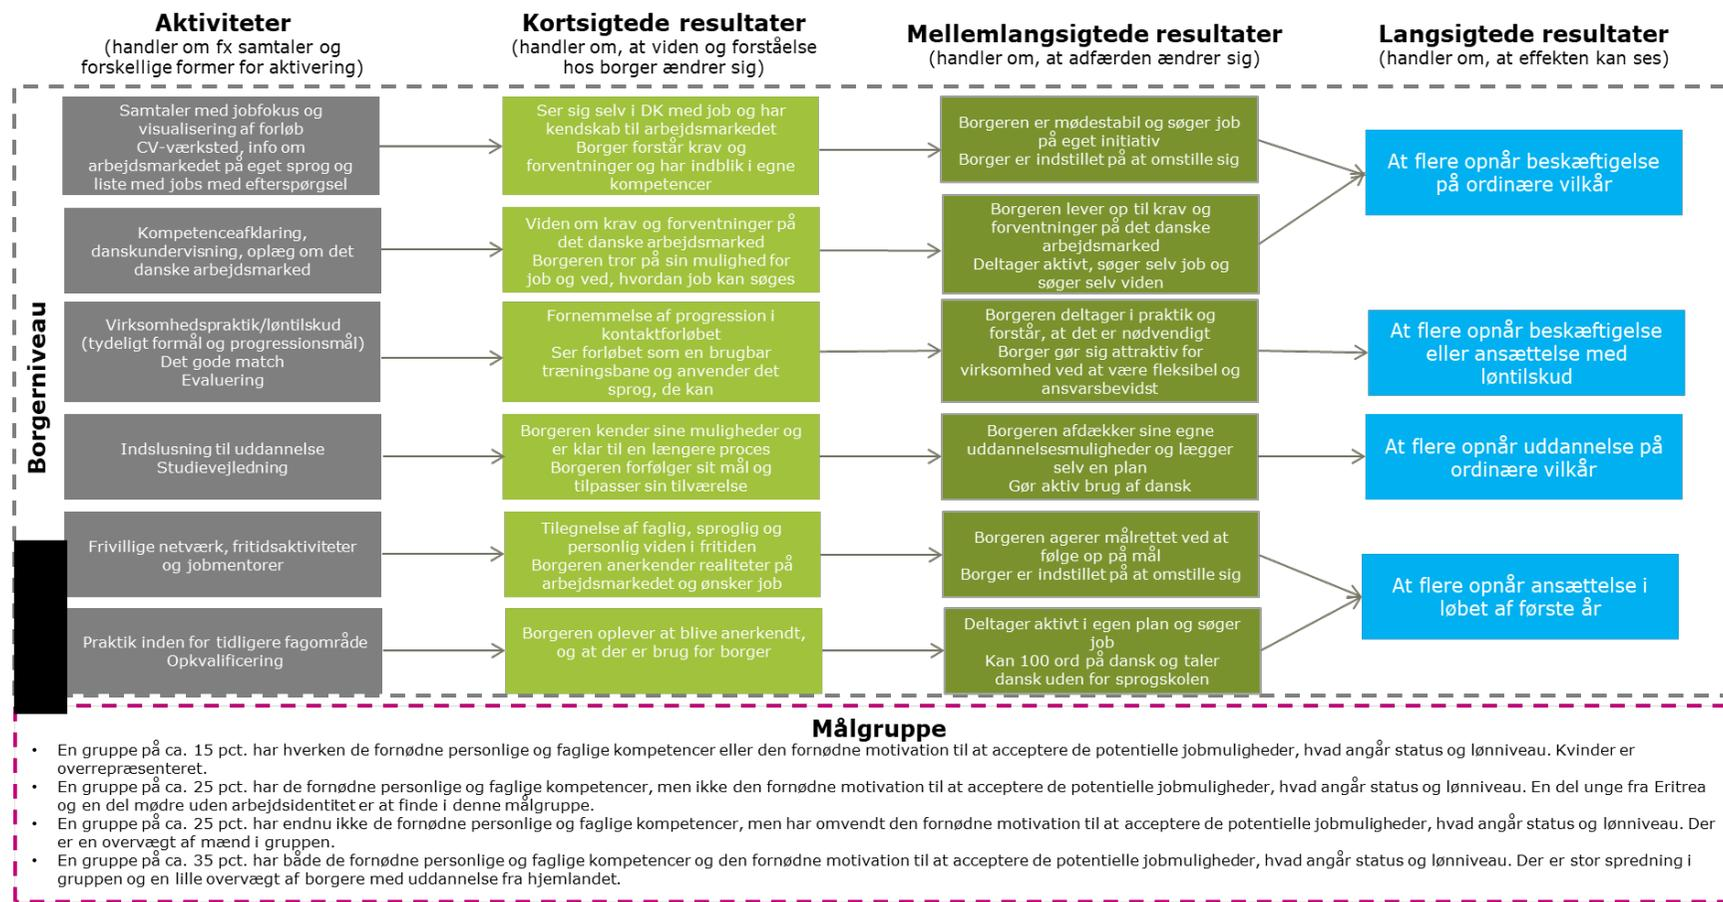 Aktiviteter
(handler om fx samtaler og
forskellige former for aktivering)
Kortsigtede resultater
(handler om, at viden og forståelse
hos borger ændrer sig)
Mellemlangsigtede resultater
(handler om, at adfærden ændrer sig)
Langsigtede resultater
(handler om, at effekten kan ses)
Borgerniveau
Samtaler med jobfokus og
visualisering af forløb
CV-værksted, info om
arbejdsmarkedet på eget sprog og
liste med jobs med efterspørgsel
Ser sig selv i DK med job og har
kendskab til arbejdsmarkedet
Borger forstår krav og
forventninger og har indblik i egne
kompetencer
Borgeren er mødestabil og søger job
på eget initiativ
Borger er indstillet på at omstille sig
At flere opnår beskæftigelse
på ordinære vilkår
Kompetenceafklaring,
danskundervisning, oplæg om det
danske arbejdsmarked
Viden om krav og forventninger på
det danske arbejdsmarked
Borgeren tror på sin mulighed for
job og ved, hvordan job kan søges
Borgeren lever op til krav og
forventninger på det danske
arbejdsmarked
Deltager aktivt, søger selv job og
søger selv viden
Virksomhedspraktik/løntilskud
(tydeligt formål og progressionsmål)
Det gode match
Evaluering
Fornemmelse af progression i
kontaktforløbet
Ser forløbet som en brugbar
træningsbane og anvender det
sprog, de kan
Borgeren deltager i praktik og
forstår, at det er nødvendigt
Borger gør sig attraktiv for
virksomhed ved at være fleksibel og
ansvarsbevidst
At flere opnår beskæftigelse
eller ansættelse med
løntilskud
Indslusning til uddannelse
Studievejledning
Borgeren kender sine muligheder og
er klar til en længere proces
Borgeren forfølger sit mål og
tilpasser sin tilværelse
Borgeren afdækker sine egne
uddannelsesmuligheder og lægger
selv en plan
Gør aktiv brug af dansk
At flere opnår uddannelse på
ordinære vilkår
Frivillige netværk, fritidsaktiviteter
og jobmentorer
Tilegnelse af faglig, sproglig og
personlig viden i fritiden
Borgeren anerkender realiteter på
arbejdsmarkedet og ønsker job
Borgeren agerer målrettet ved at
følge op på mål
Borger er indstillet på at omstille sig
At flere opnår ansættelse i
løbet af første år
Praktik inden for tidligere fagområde
Opkvalificering
Borgeren oplever at blive anerkendt,
og at der er brug for borger
Deltager aktivt i egen plan og søger
job
Kan 100 ord på dansk og taler
dansk uden for sprogskolen
Målgruppe
• En gruppe på ca. 15 pct. har hverken de fornødne personlige og faglige kompetencer eller den fornødne motivation til at acceptere de potentielle jobmuligheder, hvad angår status og lønniveau. Kvinder er
overrepræsenteret.
• En gruppe på ca. 25 pct. har de fornødne personlige og faglige kompetencer, men ikke den fornødne motivation til at acceptere de potentielle jobmuligheder, hvad angår status og lønniveau. En del unge fra Eritrea
og en del mødre uden arbejdsidentitet er at finde i denne målgruppe.
• En gruppe på ca. 25 pct. har endnu ikke de fornødne personlige og faglige kompetencer, men har omvendt den fornødne motivation til at acceptere de potentielle jobmuligheder, hvad angår status og lønniveau. Der
er en overvægt af mænd i gruppen.
• En gruppe på ca. 35 pct. har både de fornødne personlige og faglige kompetencer og den fornødne motivation til at acceptere de potentielle jobmuligheder, hvad angår status og lønniveau. Der er stor spredning i
gruppen og en lille overvægt af borgere med uddannelse fra hjemlandet.